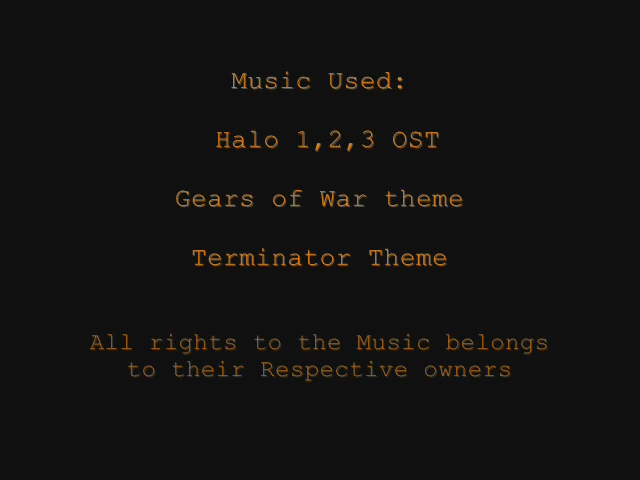 Music Used:
Halo 1,2,3 OST
Gears of War theme
Terminator Theme
All rights to the Music belongs
to their Respective owners